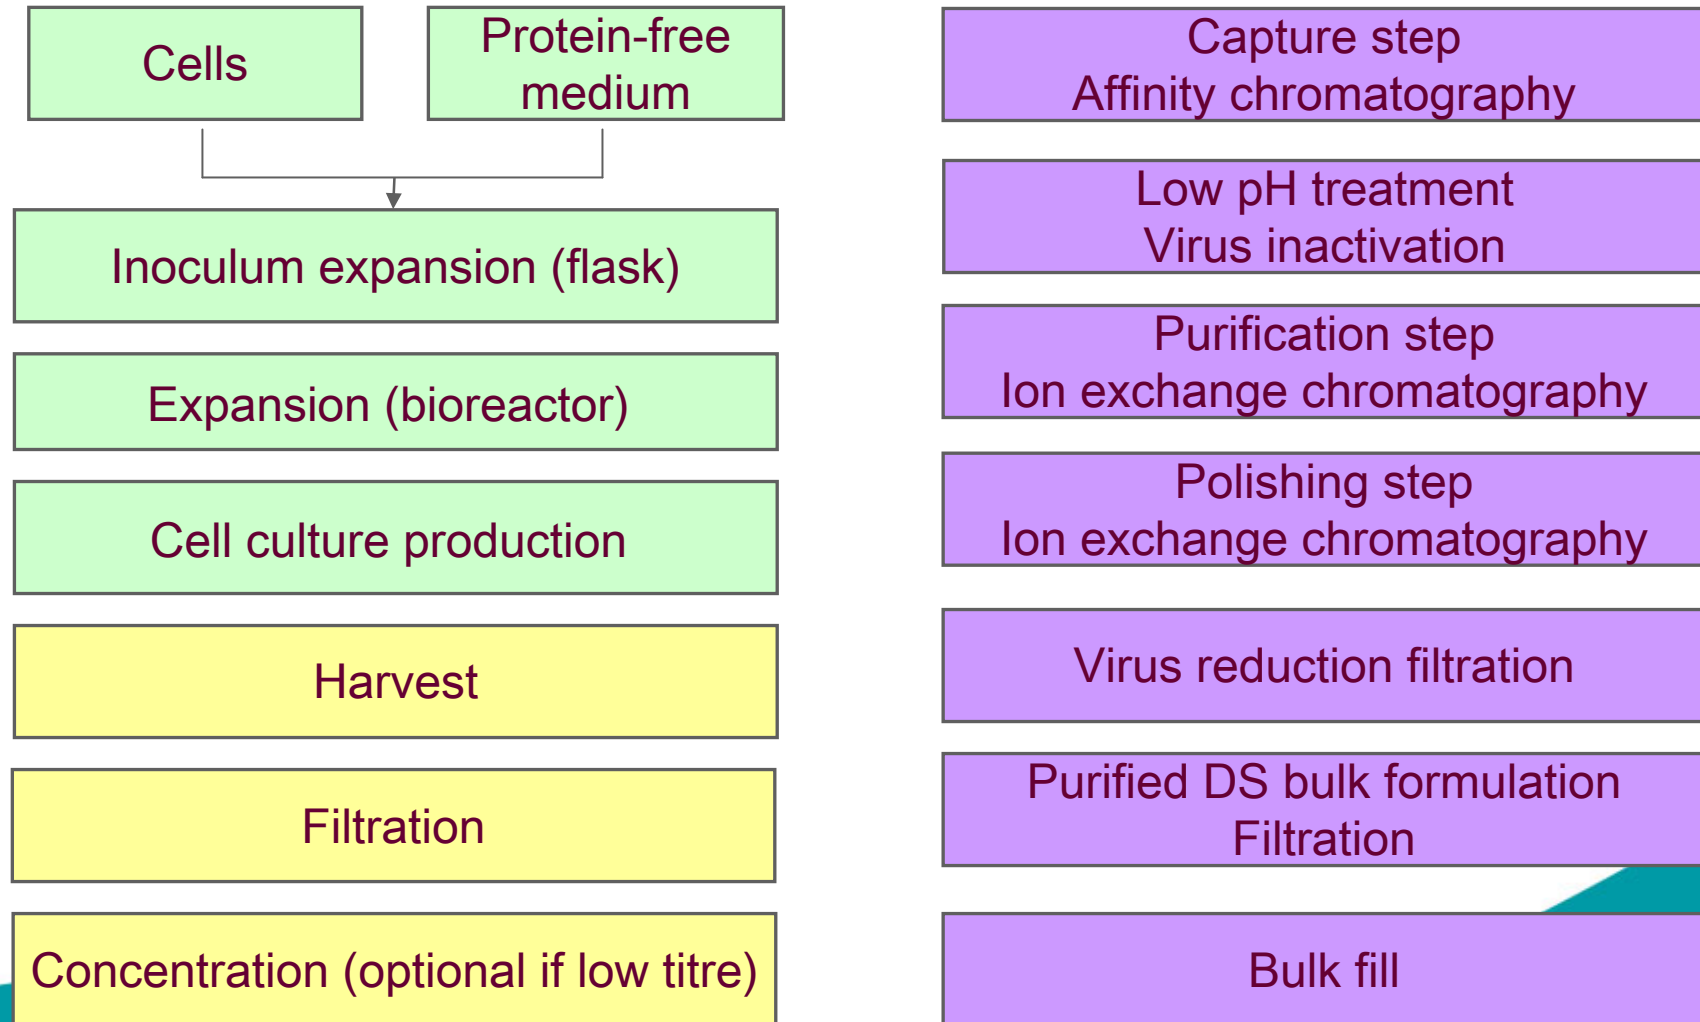 Cells
Protein-free
medium
Inoculum expansion (flask)
Expansion (bioreactor)
Cell culture production
Harvest
Filtration
Concentration (optional if low titre)
Capture step
Affinity chromatography
Low pH treatment
Virus inactivation
Purification step
Ion exchange chromatography
Polishing step
Ion exchange chromatography
Virus reduction filtration
Purified DS bulk formulation
Filtration
Bulk fill